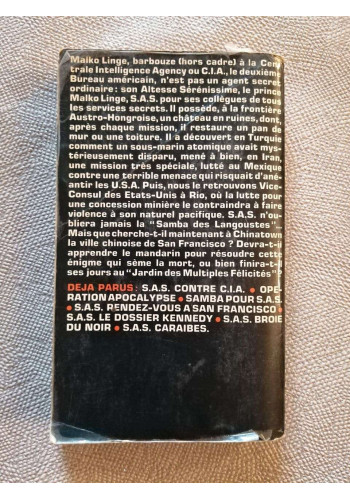 Malko Linge, barbouze (hors cadre) à la Cen-
trale Intelligence Agency ou C.I.A., le deuxième
Bureau américain, n'est pas un agent secret
ordinaire : son Altesse Sérénissime, le prince
Malko Linge, S.A.S. pour ses collègues de tous
les services secrets. Il possède, à la frontière
Austro-Hongroise, un château en ruines, dont,
après chaque mission, il restaure un pan de
mur ou une toiture. Il a découvert en Turquie
comment un sous-marin atomique avait mys-
térieusement disparu, mené à bien, en Iran,
une mission très spéciale, lutté au Mexique
contre une terrible menace qui risquait d'ané-
antir les U.S.A. Puis, nous le retrouvons Vice-
Consul des Etats-Unis à Rio, où la lutte pour
une concession minière le contraindra à faire
violence à son naturel pacifique. S.A.S. n'ou-
bliera jamais la "Samba des Langoustes"...
Mais que cherche-t-il maintenant à Chinatown
la ville chinoise de San Francisco ? Devra-t-il
apprendre le mandarin pour résoudre cette
énigme qui sème la mort, ou bien finira-t-il
ses jours au "Jardin des Multiples Félicités" ?
DEJA PARUS : S.A.S. CONTRE C.I.A. • OPE-
RATION APOCALYPSE • SAMBA POUR S.A.S.
• S.A.S. RENDEZ-VOUS A SAN FRANCISCO •
S.A.S. LE DOSSIER KENNEDY • S.A.S. BROIE
DU NOIR • S.A.S. CARAIBES.